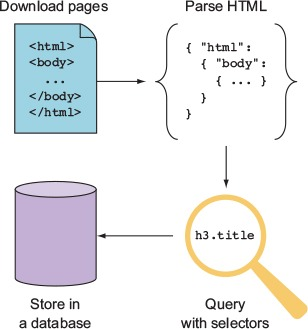 Download pages
Parse HTML
<html>
<body>
...
</body>
</html>
{ "html":
{ "body":
{ ... }
}
}
h3.title
Store in
a database
Query
with selectors